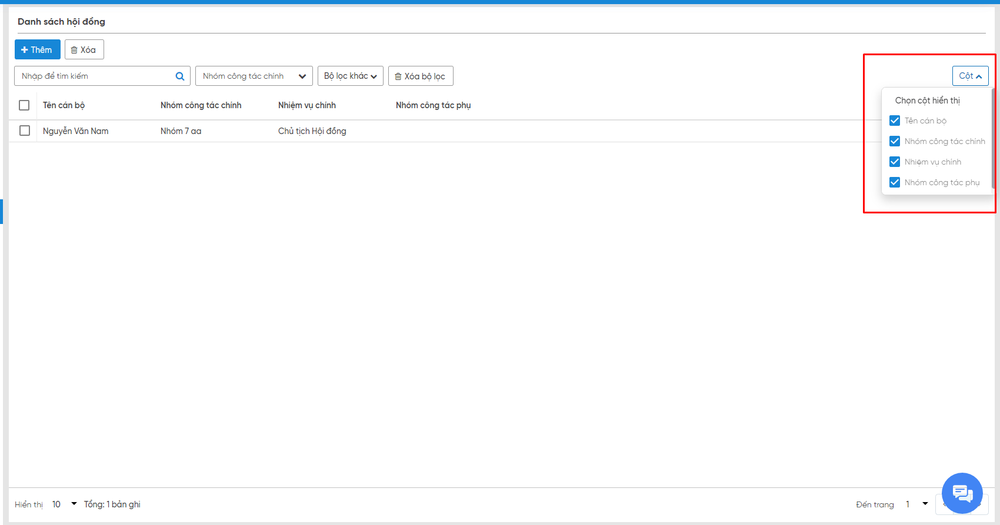 Danh sách hội đồng
Thêm
Xóa
Nhập để tìm kiếm
Nhóm công tác chính
Bộ lọc khác
Xóa bộ lọc
Cột
Chọn cột hiển thị
Tên cán bộ
Nhóm công tác chính
Nhiệm vụ chính
Nhóm công tác phụ
Tên cán bộ
Nhóm công tác chính
Nhiệm vụ chính
Nhóm công tác phụ
Nguyễn Văn Nam
Nhóm 7 aa
Chủ tịch Hội đồng
Hiển thị 10
Tổng: 1 bản ghi
Đến trang 1